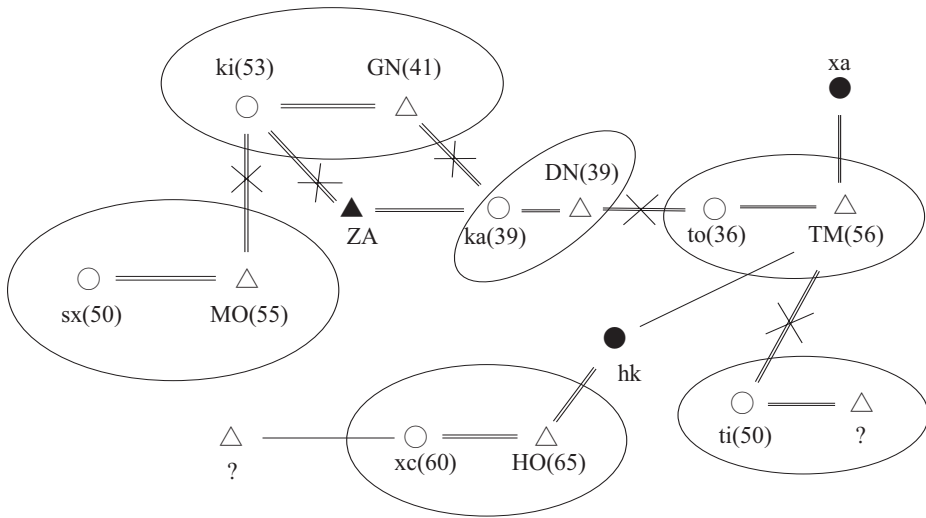 xa
ki(53) GN(41)
DN(39)
ZA ka(39) to(36) TM(56)
sx(50) MO(55)
hk
ti(50) ?
? xc(60) HO(65)